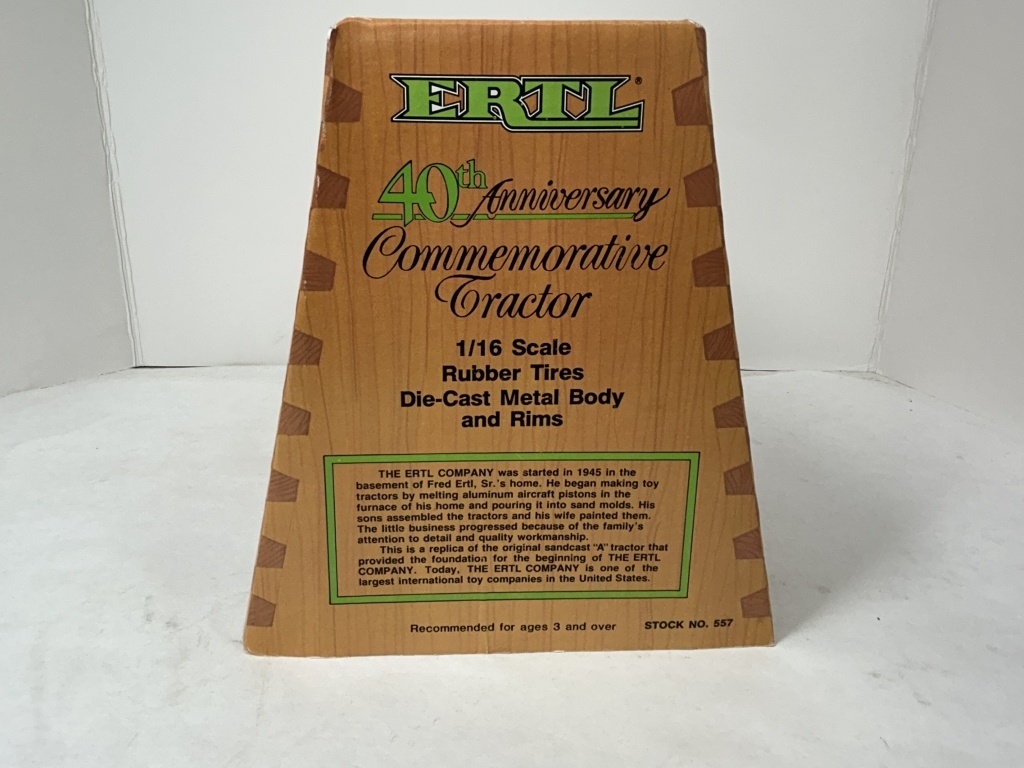 ERTL®
40th Anniversary
Commemorative
Tractor
1/16 Scale
Rubber Tires
Die-Cast Metal Body
and Rims
THE ERTL COMPANY was started in 1945 in the
basement of Fred Ertl, Sr.'s home. He began making toy
tractors by melting aluminum aircraft pistons in the
furnace of his home and pouring it into sand molds. His
sons assembled the tractors and his wife painted them.
The little business progressed because of the family's
attention to detail and quality workmanship.
This is a replica of the original sandcast "A" tractor that
provided the foundation for the beginning of THE ERTL
COMPANY. Today, THE ERTL COMPANY is one of the
largest international toy companies in the United States.
Recommended for ages 3 and over STOCK NO. 557